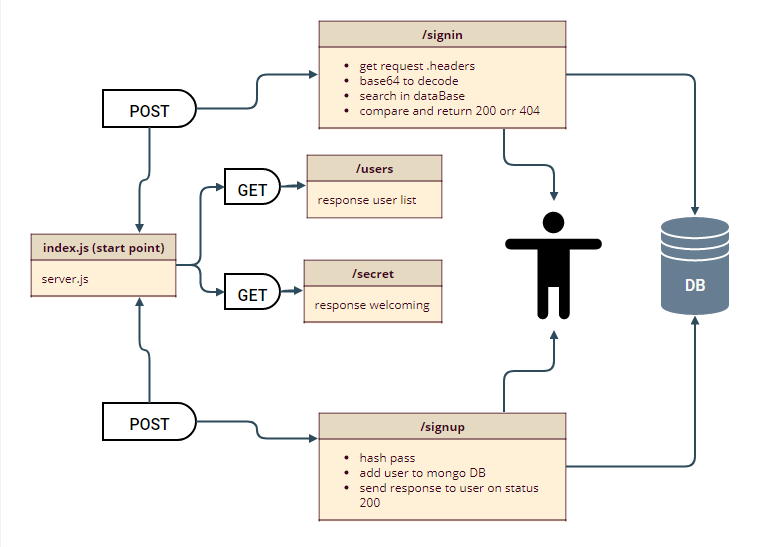 /signin
get request .headers
base64 to decode
search in dataBase
compare and return 200 orr 404
POST
/users
response user list
GET
index.js (start point)
server.js
/secret
response welcoming
GET
DB
POST
/signup
hash pass
add user to mongo DB
send response to user on status
200